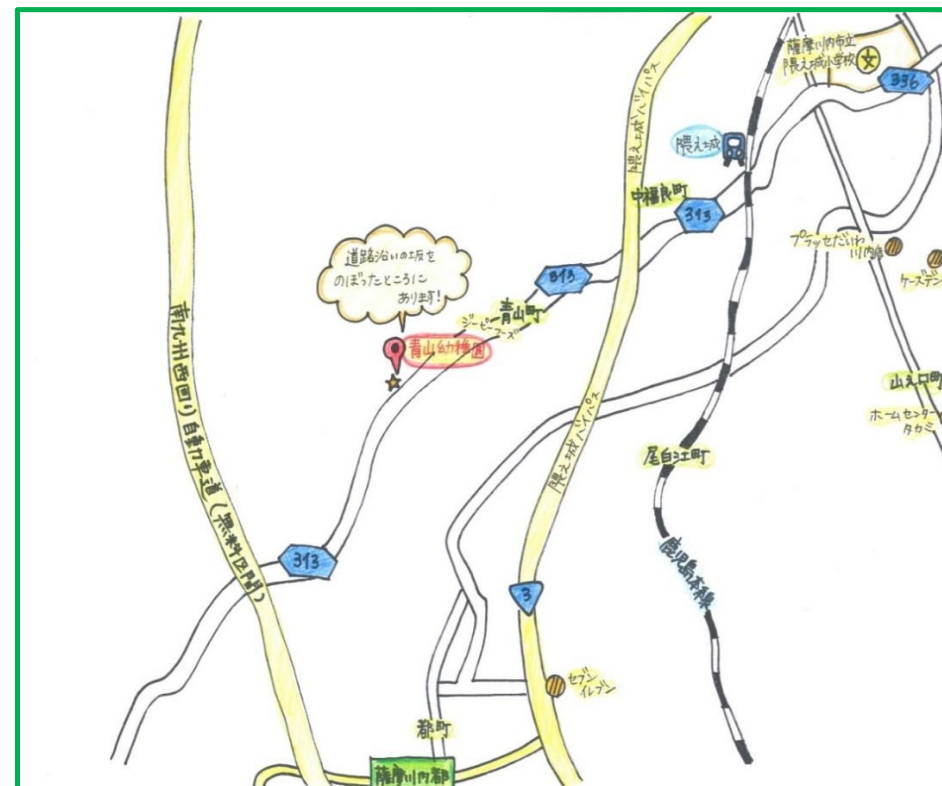 薩摩川内市立
隈之城小学校
文
336
隈之城バイパス
隈之城
中福良町
313
プラッセだいわ
川内店
ケーズデンキ
道路沿いの坂を
のぼったところに
あります!
313
青山町
ジーピーフーズ
青山幼稚園
南九州西回り自動車道(無料区間)
山之口町
ホームセンター
タカミ
隈之城バイパス
尾白江町
鹿児島本線
313
3
セブン
イレブン
都町
薩摩川内都